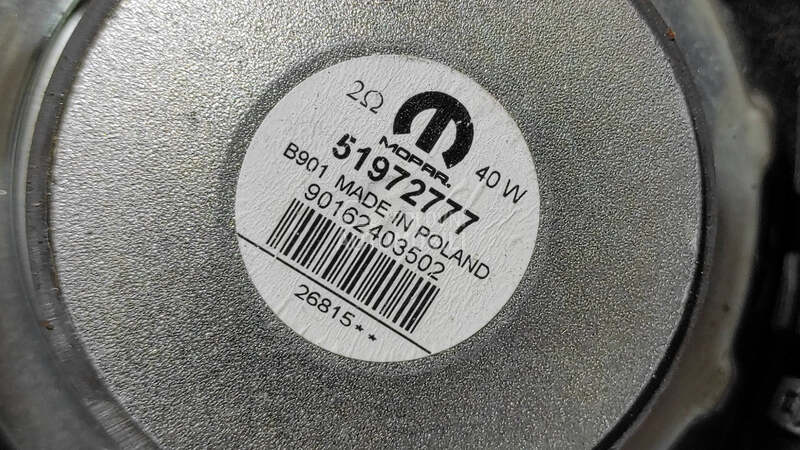 2Ω
MOPAR.
40 W
51972777
B901 MADE IN POLAND
90162403502
26815**